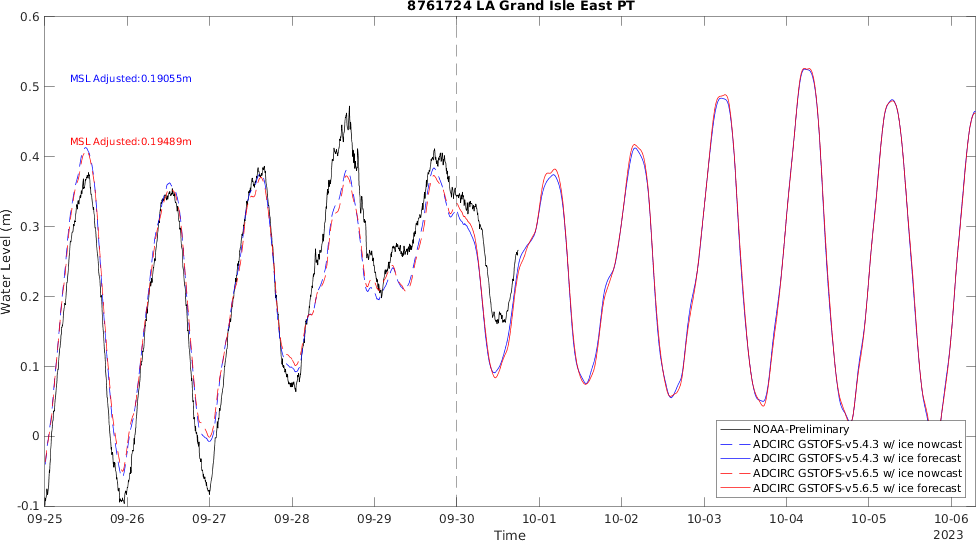 8761724 LA Grand Isle East PT
0.6
0.5
0.4
0.3
0.2
0.1
0
-0.1
Water Level (m)
MSL Adjusted:0.19055m
MSL Adjusted:0.19489m
NOAA-Preliminary
ADCIRC GSTOFS-v5.4.3 w/ ice nowcast
ADCIRC GSTOFS-v5.4.3 w/ ice forecast
ADCIRC GSTOFS-v5.6.5 w/ ice nowcast
ADCIRC GSTOFS-v5.6.5 w/ ice forecast
09-25 09-26 09-27 09-28 09-29 09-30 10-01 10-02 10-03 10-04 10-05 10-06
Time
2023